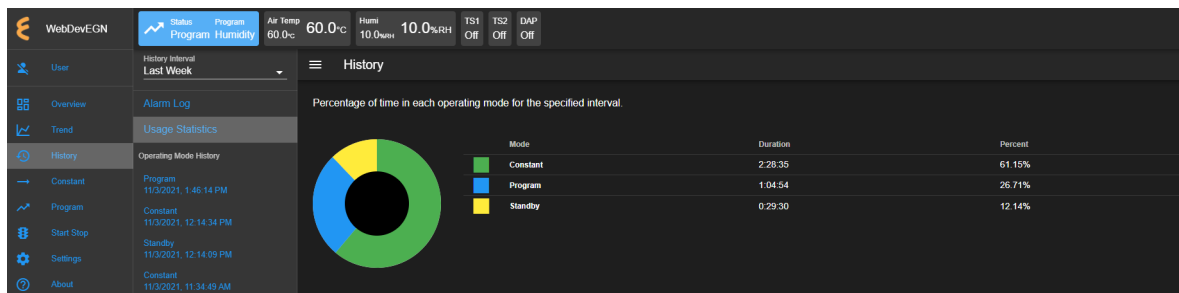 WebDevEGN
Status Program
Program Humidity
Air Temp
60.0°C
60.0°C
Humi
10.0%RH
10.0%RH
TS1
Off
TS2
Off
DAP
Off
User
Overview
Trend
History
Constant
Program
Start Stop
Settings
About
History Interval
Last Week
Alarm Log
Usage Statistics
Operating Mode History
Program
11/3/2021, 1:46:14 PM
Constant
11/3/2021, 12:14:34 PM
Standby
11/3/2021, 12:14:09 PM
Constant
11/3/2021, 11:34:49 AM
History
Percentage of time in each operating mode for the specified interval.
Mode Duration Percent
Constant 2:28:35 61.15%
Program 1:04:54 26.71%
Standby 0:29:30 12.14%